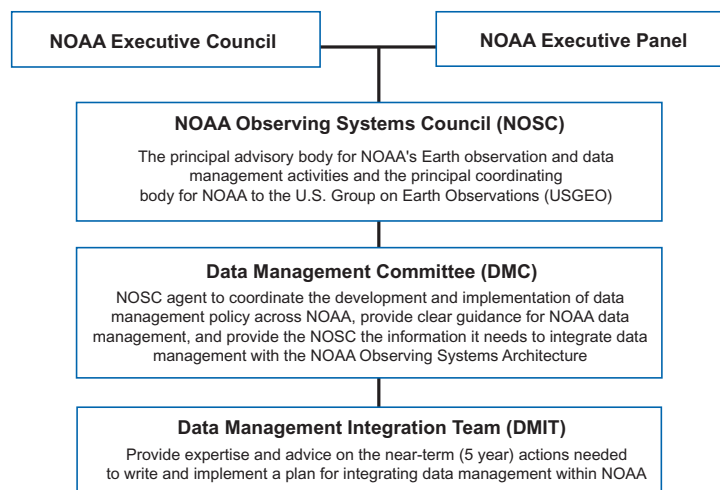 NOAA Executive Council
NOAA Executive Panel
NOAA Observing Systems Council (NOSC)
The principal advisory body for NOAA's Earth observation and data
management activities and the principal coordinating
body for NOAA to the U.S. Group on Earth Observations (USGEO)
Data Management Committee (DMC)
NOSC agent to coordinate the development and implementation of data
management policy across NOAA, provide clear guidance for NOAA data
management, and provide the NOSC the information it needs to integrate data
management with the NOAA Observing Systems Architecture
Data Management Integration Team (DMIT)
Provide expertise and advice on the near-term (5 year) actions needed
to write and implement a plan for integrating data management within NOAA